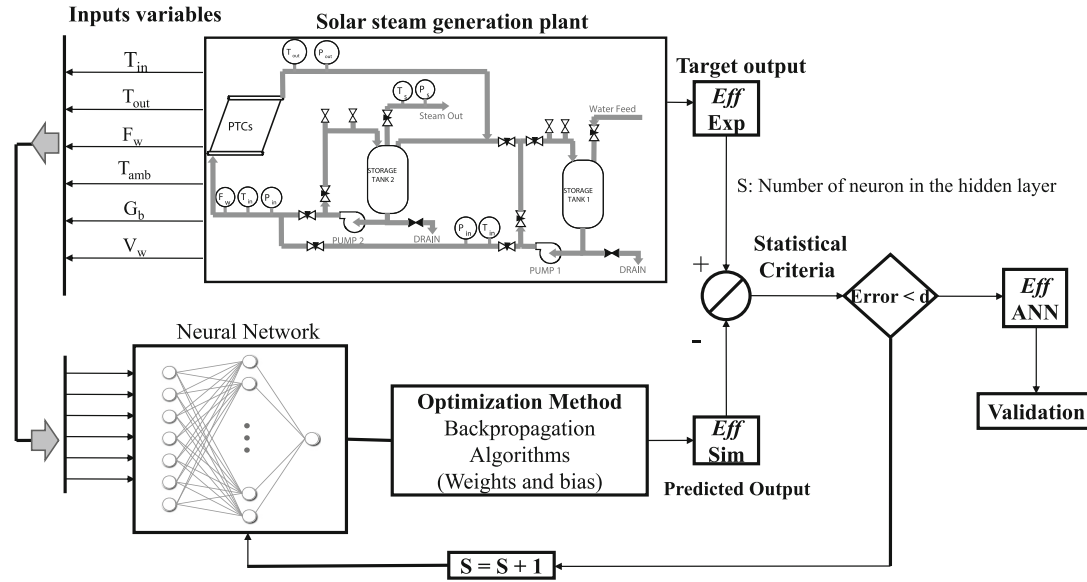 Inputs variables
Solar steam generation plant
T_in
T_out
F_w
T_amb
G_b
V_w
T_out
P_out
T_s
P_s
Steam Out
Water Feed
PTCs
STORAGE
TANK 2
STORAGE
TANK 1
F_w
T_in
P_in
PUMP 2
DRAIN
P_in
T_in
PUMP 1
DRAIN
Target output
Eff
Exp
S: Number of neuron in the hidden layer
Statistical
Criteria
+
-
Error < d
Eff
ANN
Validation
Neural Network
Optimization Method
Backpropagation
Algorithms
(Weights and bias)
Eff
Sim
Predicted Output
S = S + 1